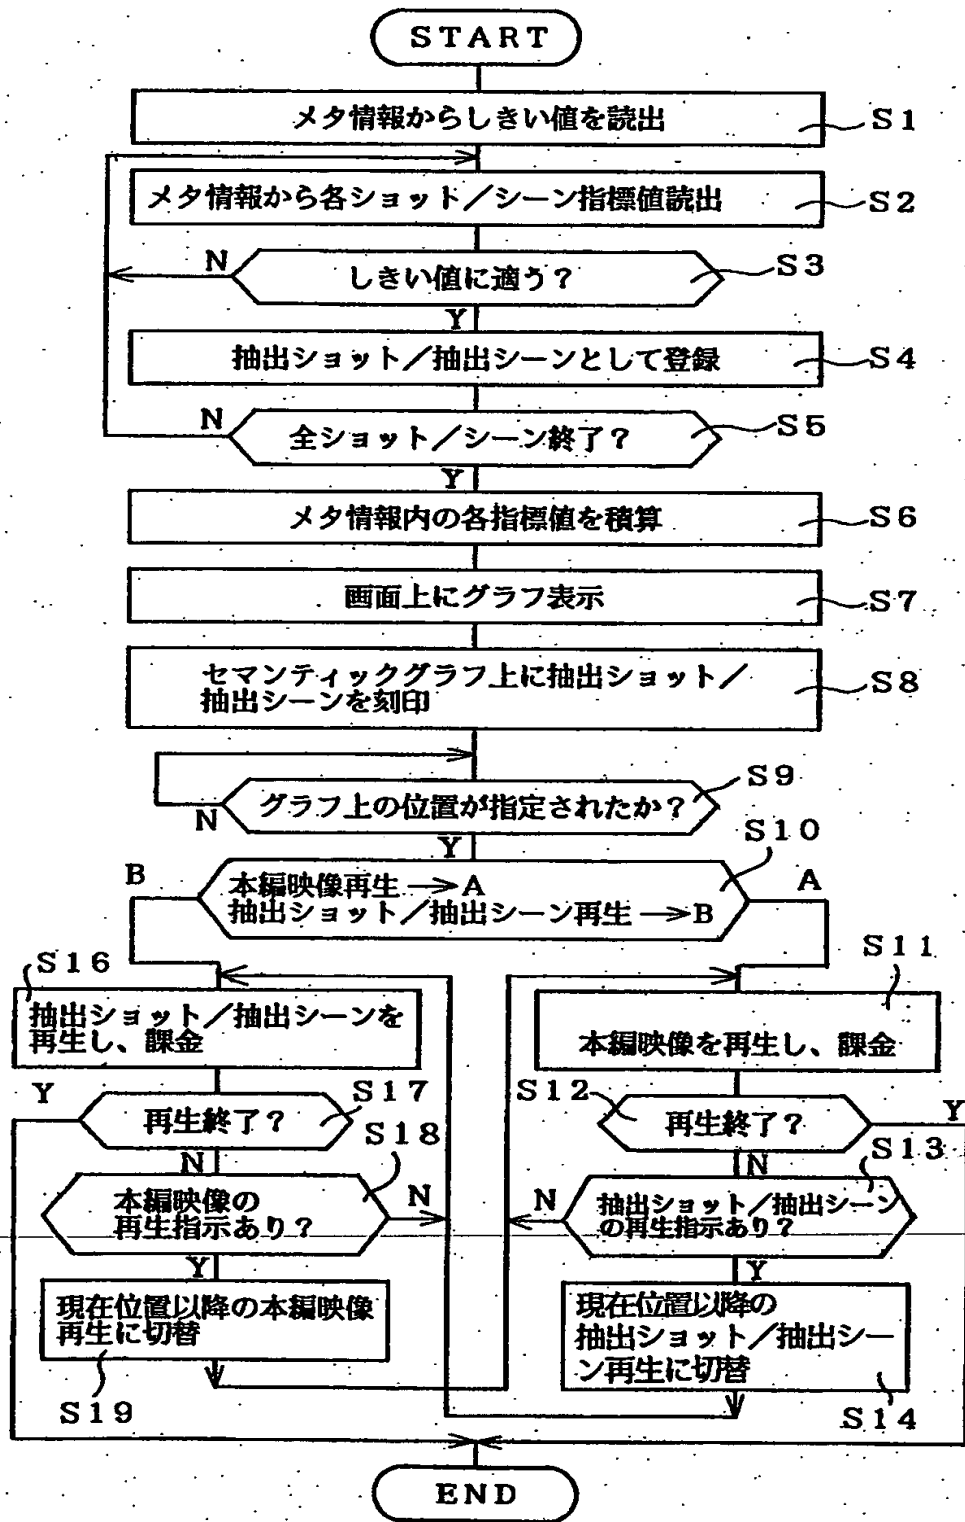 START
メタ情報からしきい値を読出
S1
メタ情報から各ショット／シーン指標値読出
S2
しきい値に適う？
S3
N
Y
抽出ショット／抽出シーンとして登録
S4
全ショット／シーン終了？
S5
N
Y
メタ情報内の各指標値を積算
S6
画面上にグラフ表示
S7
セマンティックグラフ上に抽出ショット／
抽出シーンを刻印
S8
グラフ上の位置が指定されたか？
S9
N
Y
S10
本編映像再生→A
抽出ショット／抽出シーン再生→B
B
A
S16
抽出ショット／抽出シーンを
再生し、課金
S11
本編映像を再生し、課金
Y
再生終了？
S17
N
S12
再生終了？
Y
N
S18
本編映像の
再生指示あり？
N
Y
S13
抽出ショット／抽出シーン
の再生指示あり？
N
Y
現在位置以降の本編映像
再生に切替
S19
現在位置以降の
抽出ショット／抽出シー
ン再生に切替
S14
END